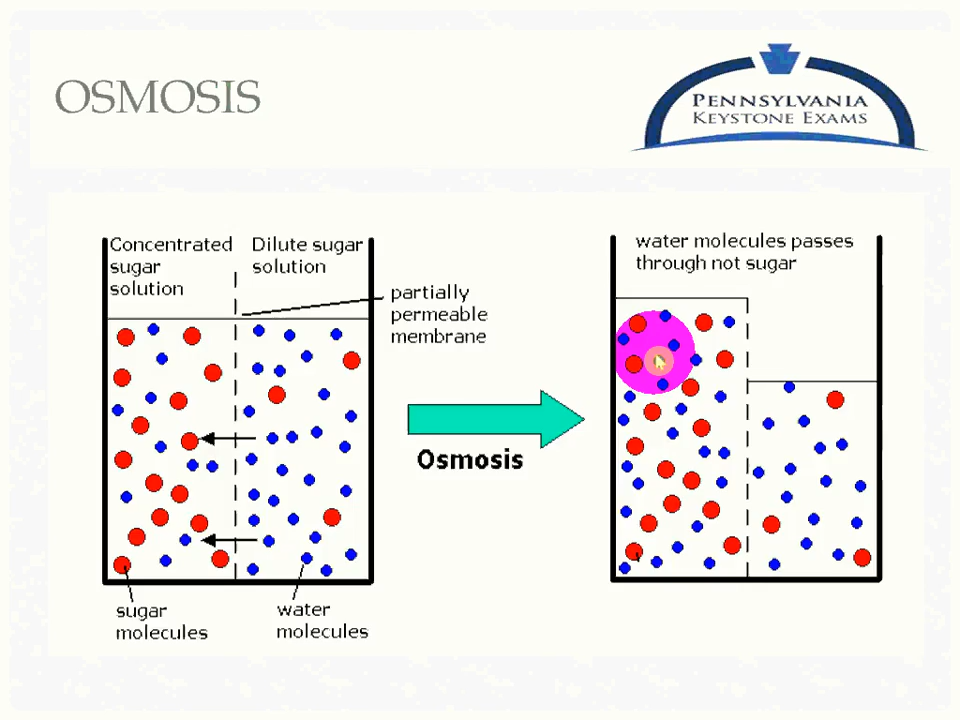 OSMOSIS
PENNSYLVANIA
KEYSTONE EXAMS
Concentrated
sugar
solution
Dilute sugar
solution
partially
permeable
membrane
sugar
molecules
water
molecules
Osmosis
water molecules passes
through not sugar